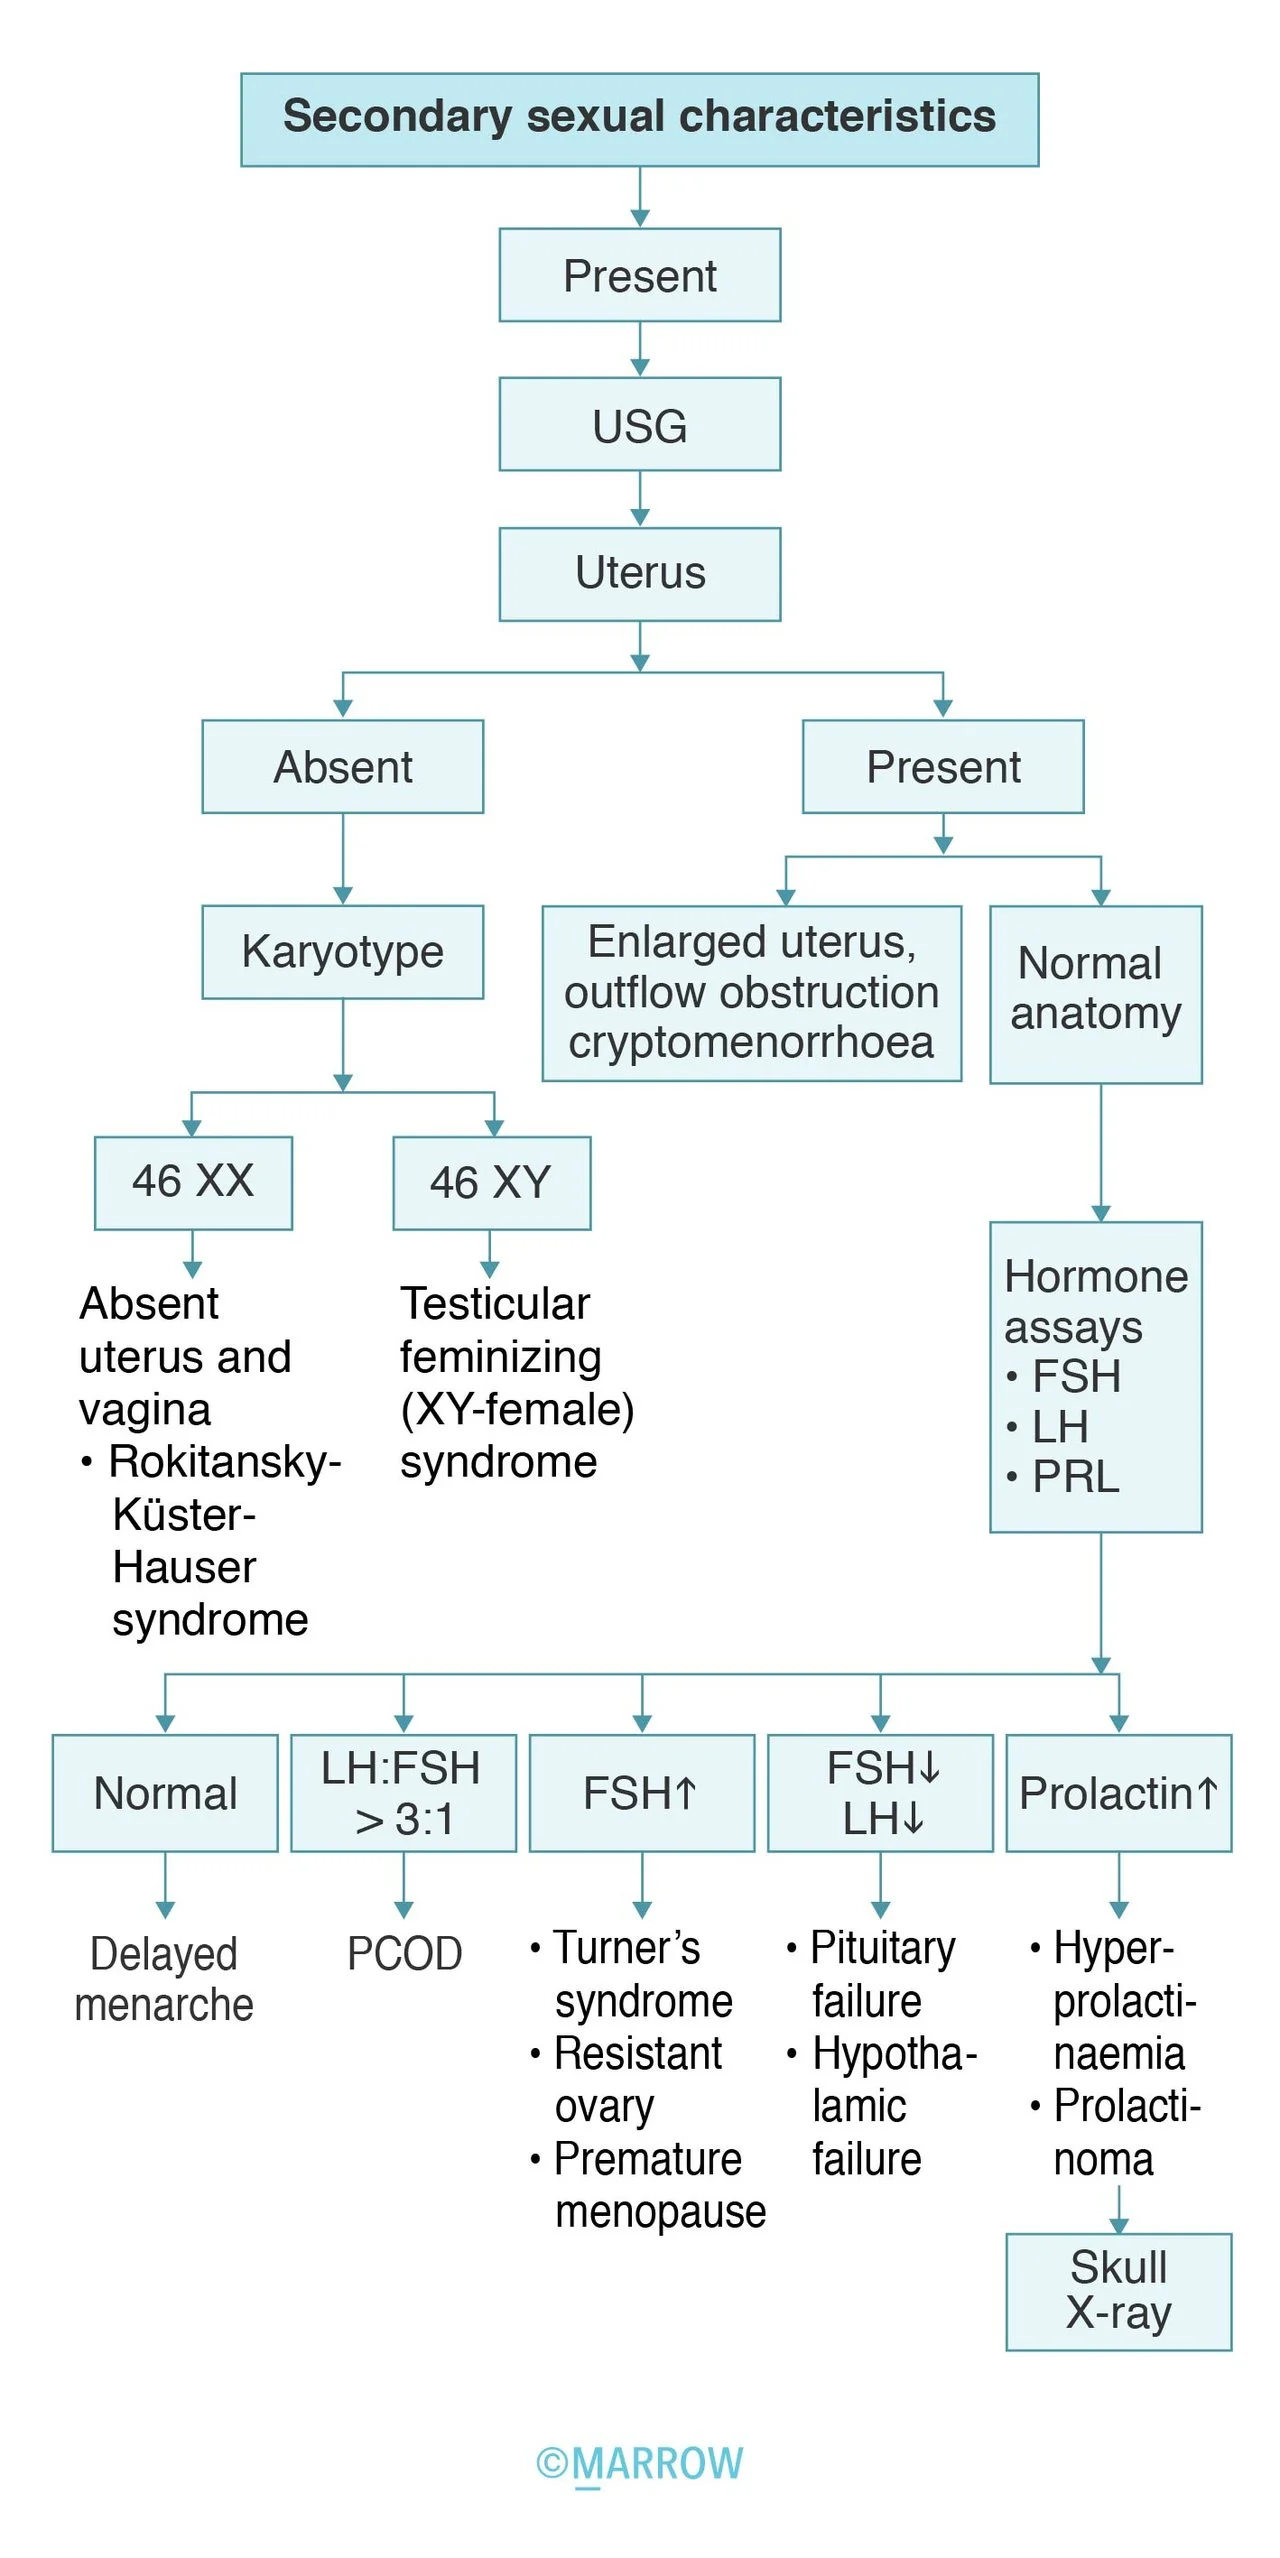 Secondary sexual characteristics
Present
USG
Uterus
Absent
Present
Karyotype
Enlarged uterus,
outflow obstruction
cryptomenorrhoea
Normal
anatomy
46 XX
46 XY
Absent
uterus and
vagina
• Rokitansky-
Küster-
Hauser
syndrome
Testicular
feminizing
(XY-female)
syndrome
Hormone
assays
• FSH
• LH
• PRL
Normal
LH:FSH
> 3:1
FSH↑
FSH↓
LH↓
Prolactin↑
Delayed
menarche
PCOD
• Turner’s
syndrome
• Resistant
ovary
• Premature
menopause
• Pituitary
failure
• Hypotha-
lamic
failure
• Hyper-
prolacti-
naemia
• Prolacti-
noma
Skull
X-ray
©MARROW